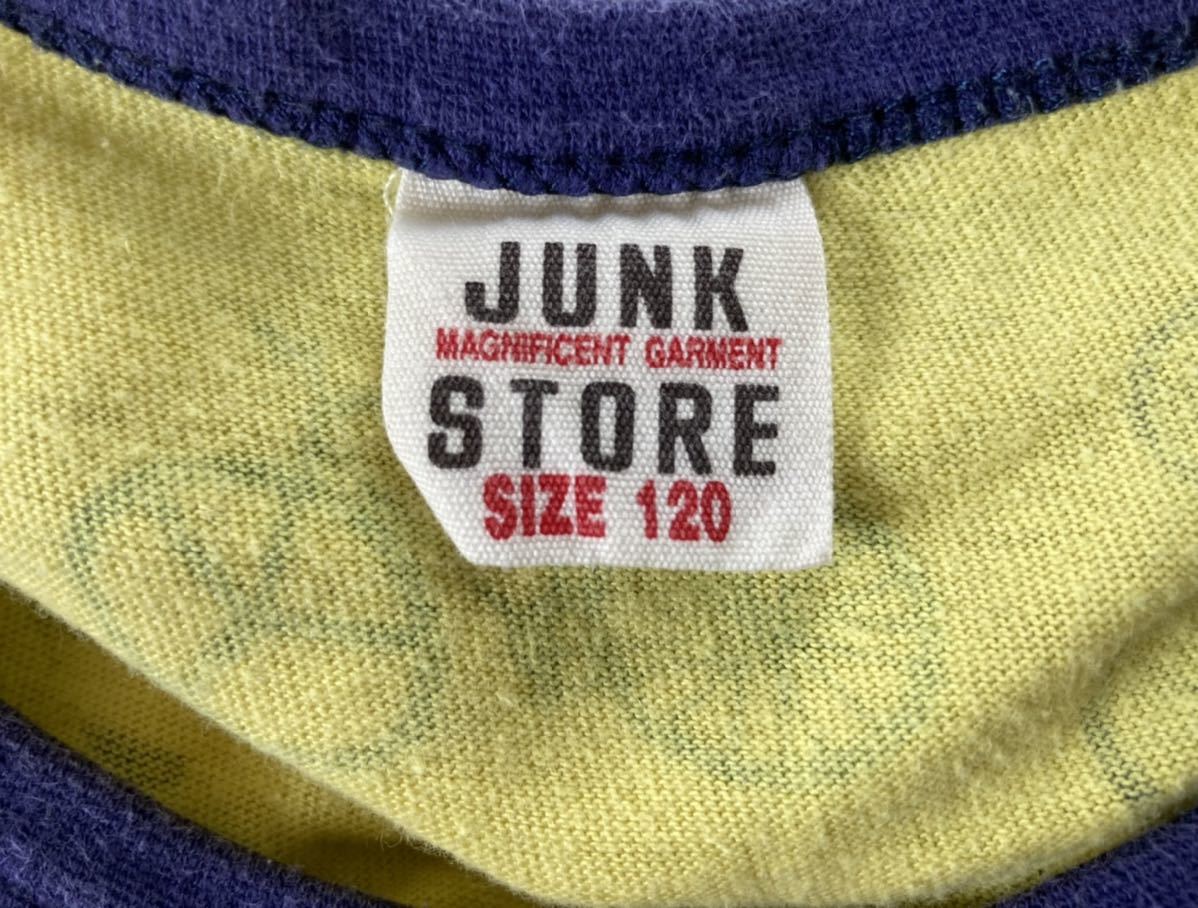 JUNK
MAGNIFICENT GARMENT
STORE
SIZE 120